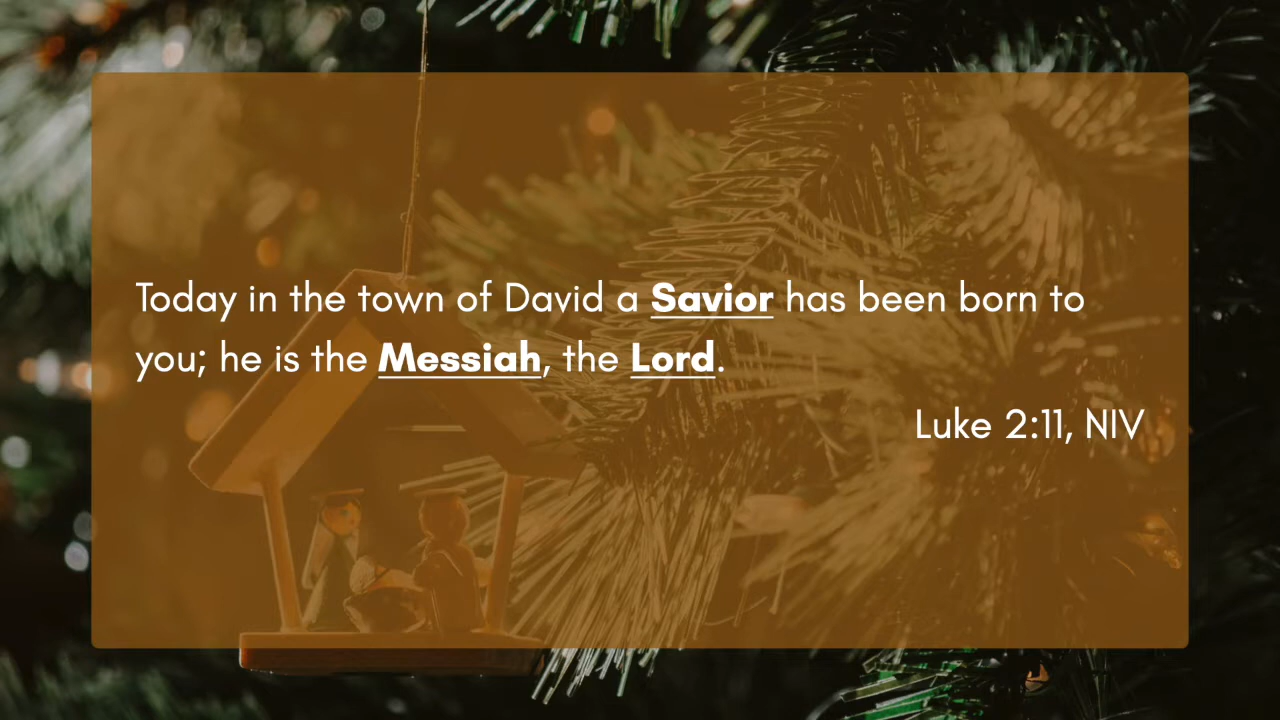 Today in the town of David a Savior has been born to
you; he is the Messiah, the Lord.
Luke 2:11, NIV